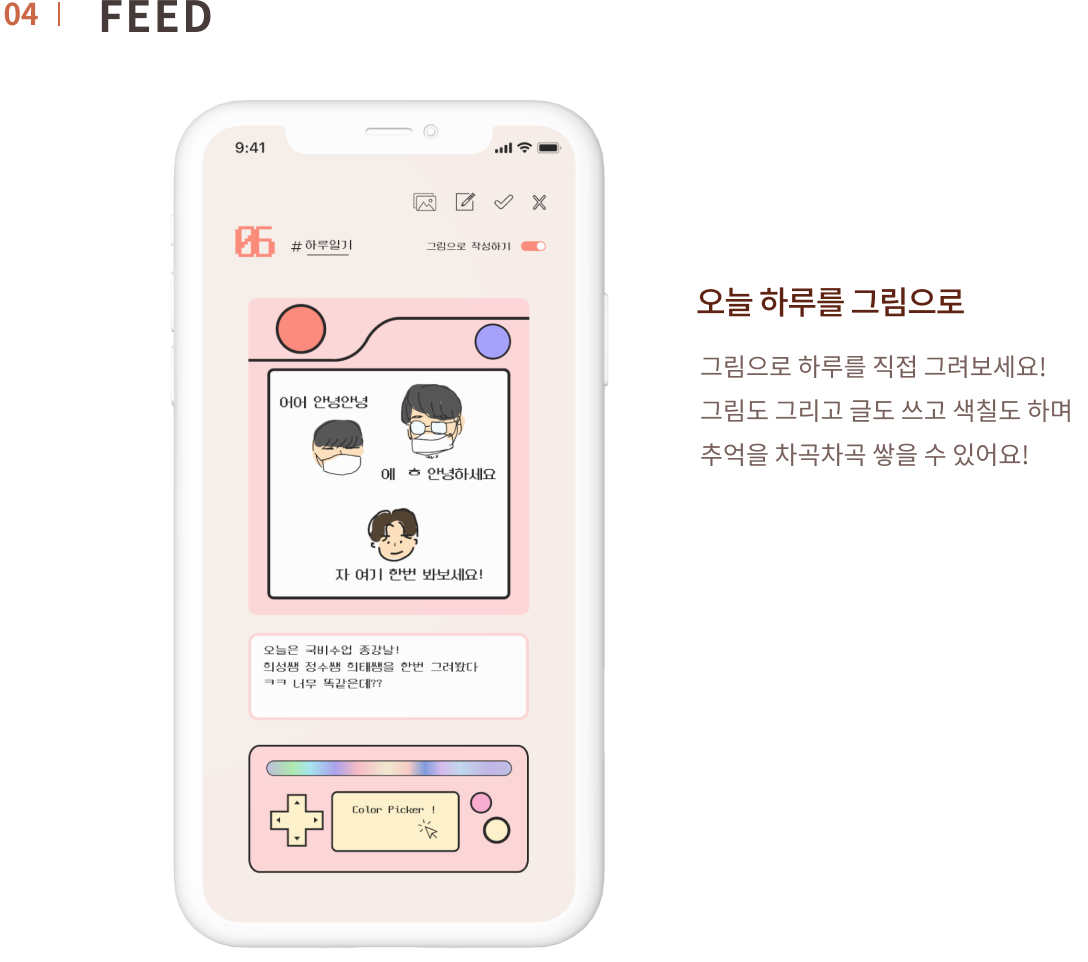 04 | FEED
9:41
06 #하루일기 그림으로 작성하기
어어 안녕안녕
에 ㅎ 안녕하세요
자 여기 한번 봐보세요!
오늘은 국비수업 종강날!
희성쌤 정수쌤 희태쌤을 한번 그려봤다
ㅋㅋ 너무 똑같은데??
Color Picker !
오늘 하루를 그림으로
그림으로 하루를 직접 그려보세요!
그림도 그리고 글도 쓰고 색칠도 하며
추억을 차곡차곡 쌓을 수 있어요!